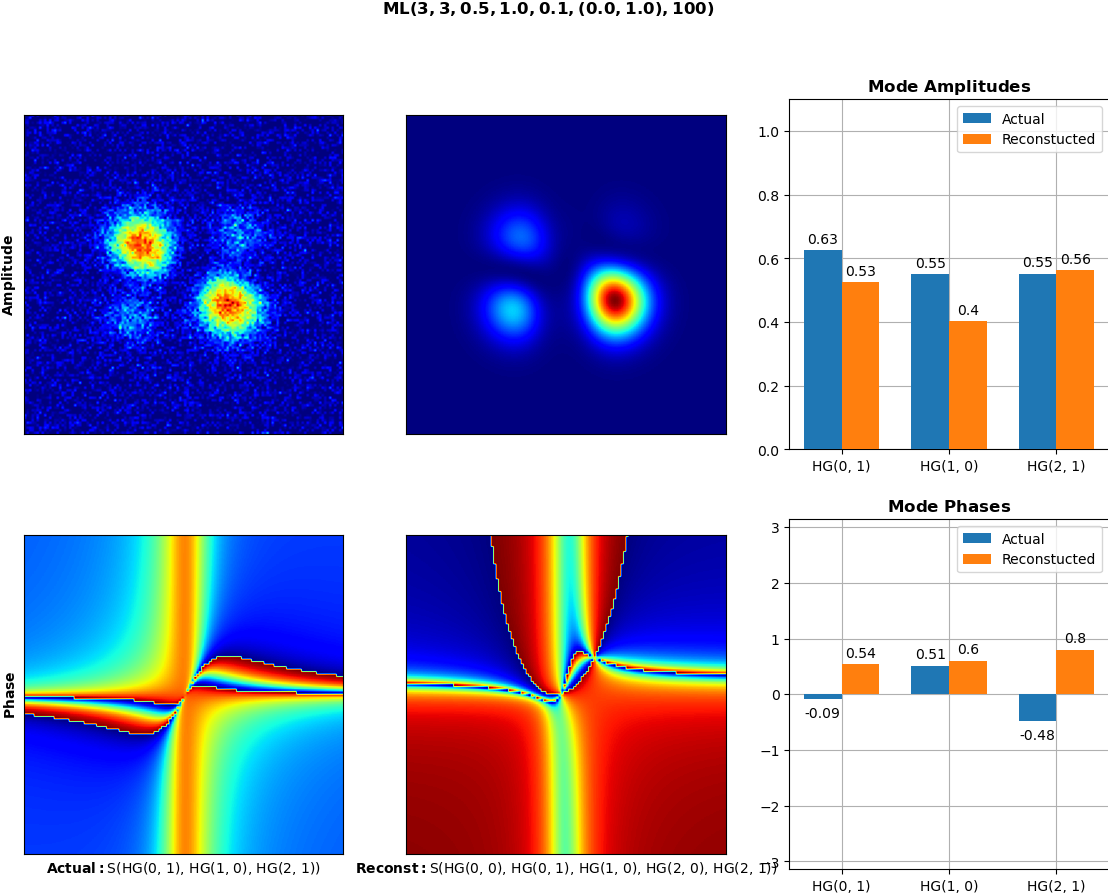 ML(3, 3, 0.5, 1.0, 0.1, (0.0, 1.0), 100)
Amplitude
Mode Amplitudes
Actual
Reconstucted
1.0
0.8
0.6
0.4
0.2
0.0
0.63
0.53
0.55
0.4
0.55
0.56
HG(0, 1)
HG(1, 0)
HG(2, 1)
Phase
Actual: S(HG(0, 1), HG(1, 0), HG(2, 1))
Reconst: S(HG(0, 0), HG(0, 1), HG(1, 0), HG(2, 0), HG(2, 1))
Mode Phases
Actual
Reconstucted
3
2
1
0
−1
−2
−3
-0.09
0.54
0.51
0.6
-0.48
0.8
HG(0, 1)
HG(1, 0)
HG(2, 1)